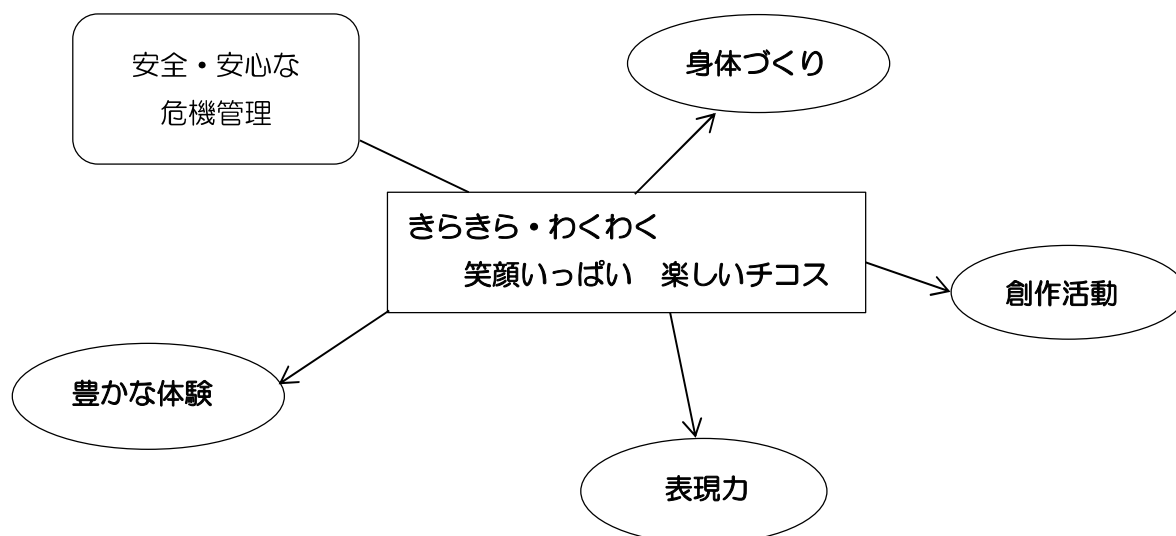 安全・安心な
危機管理
身体づくり
きらきら・わくわく
笑顔いっぱい　楽しいチコス
創作活動
豊かな体験
表現力